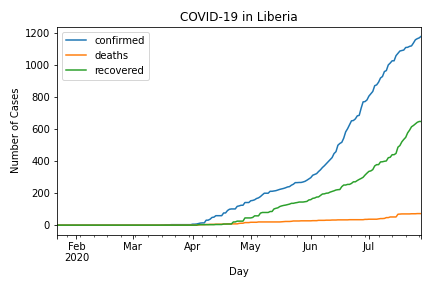 COVID-19 in Liberia
confirmed
deaths
recovered
Number of Cases
1200
1000
800
600
400
200
0
Feb Mar Apr May Jun Jul
2020
Day